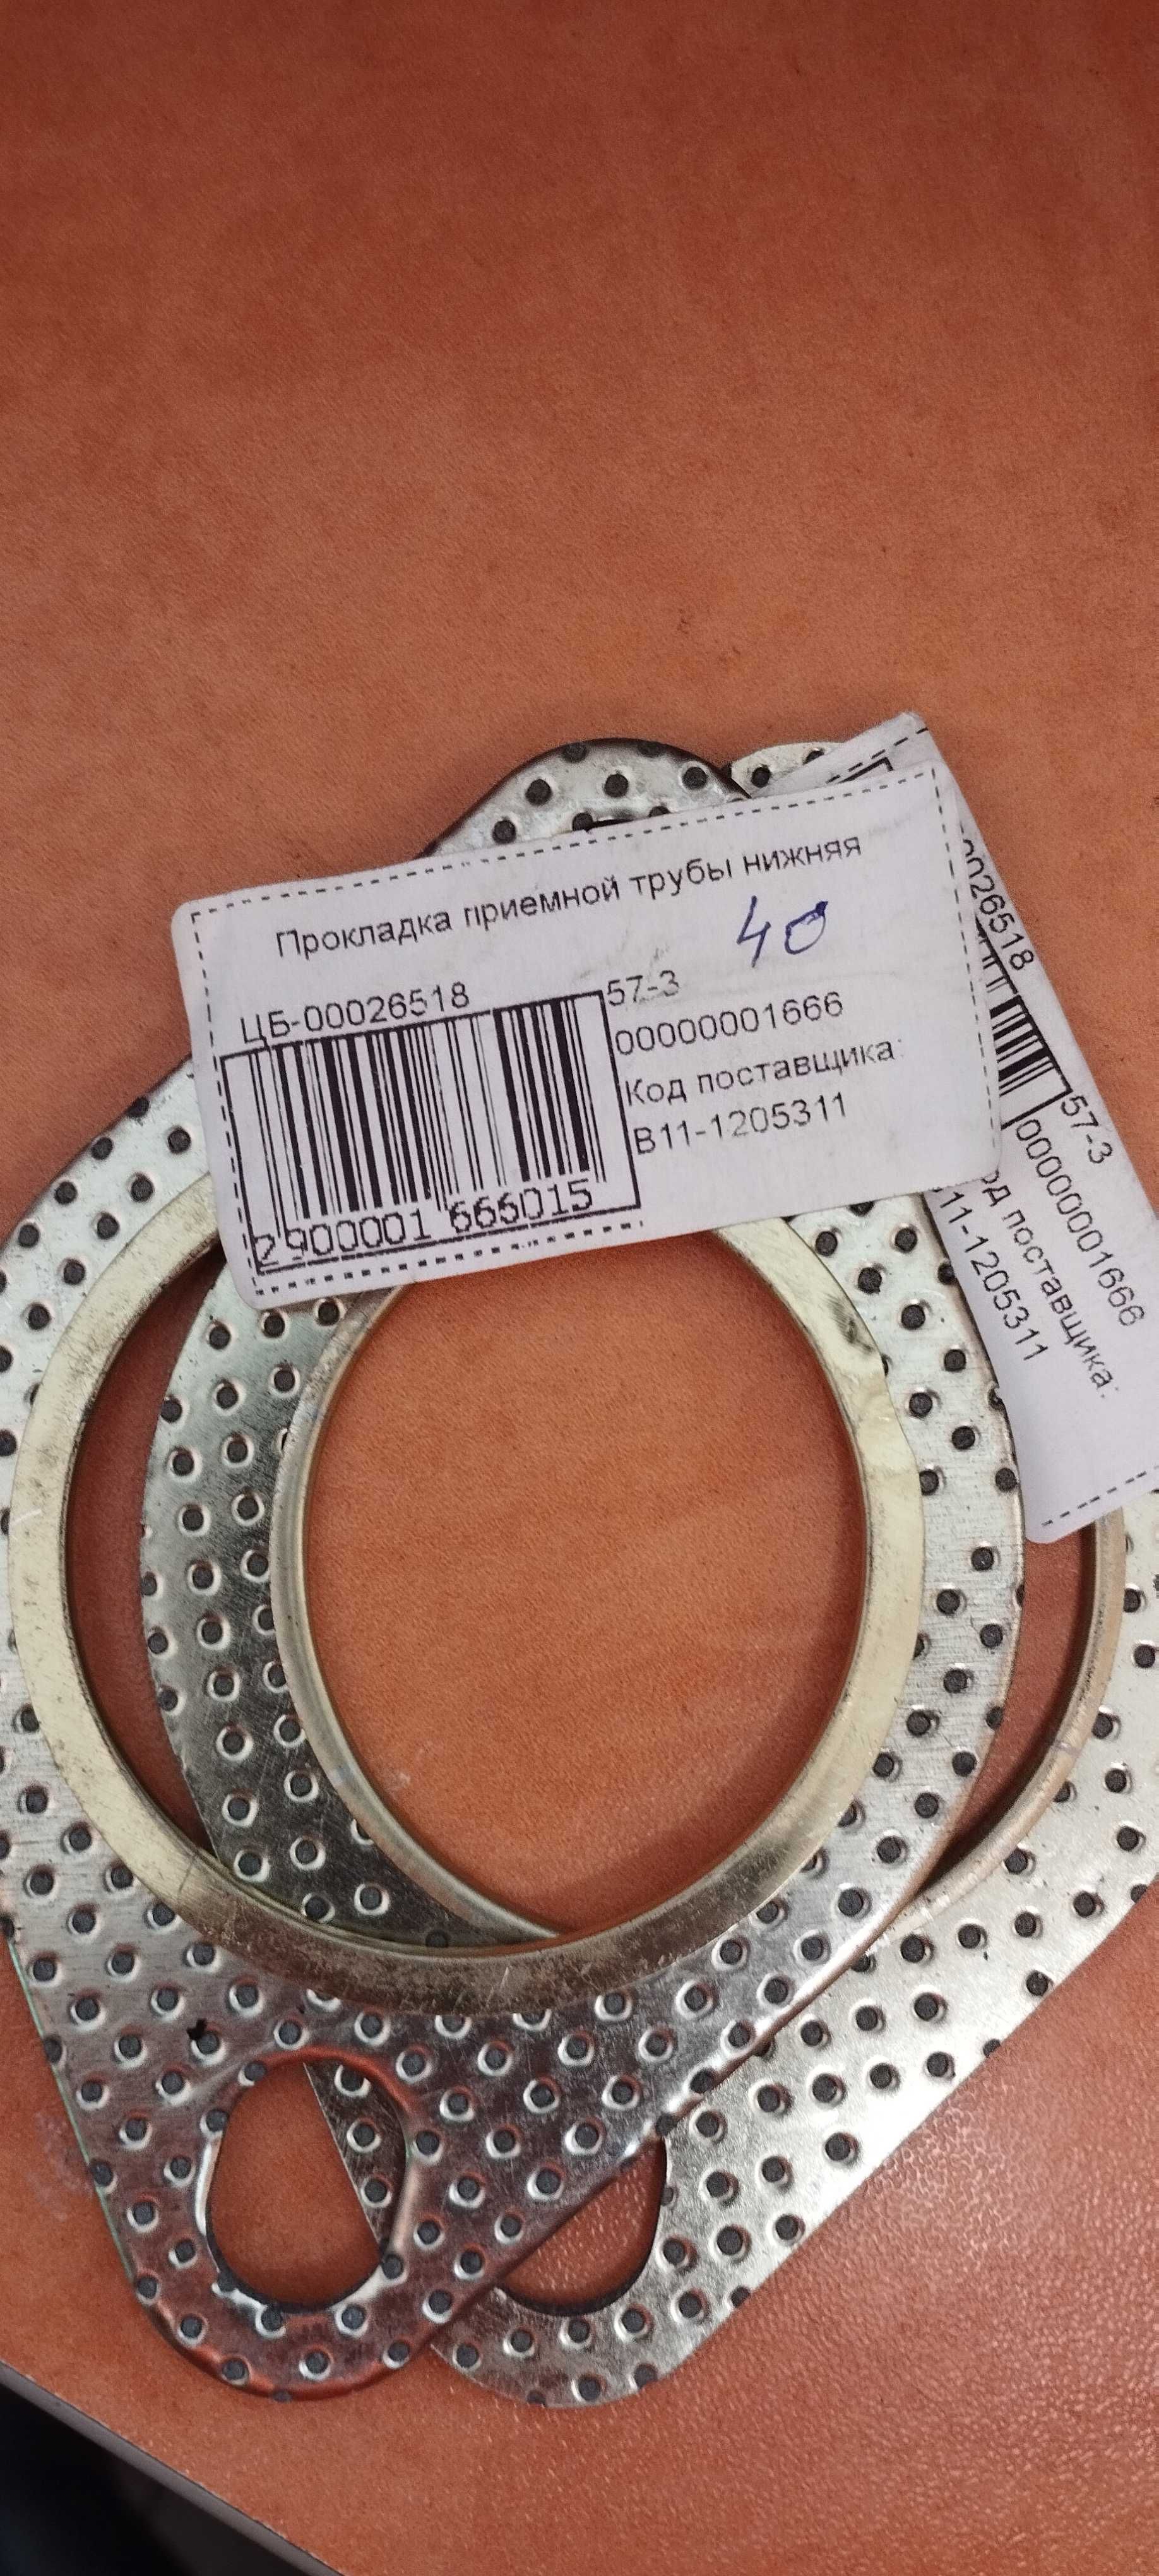 Прокладка приемной трубы нижняя
40
ЦБ-00026518
57-3
00000001666
Код поставщика:
B11-1205311
2 900001 666015
00026518
57-3
00000001666
од поставщика:
11-1205311